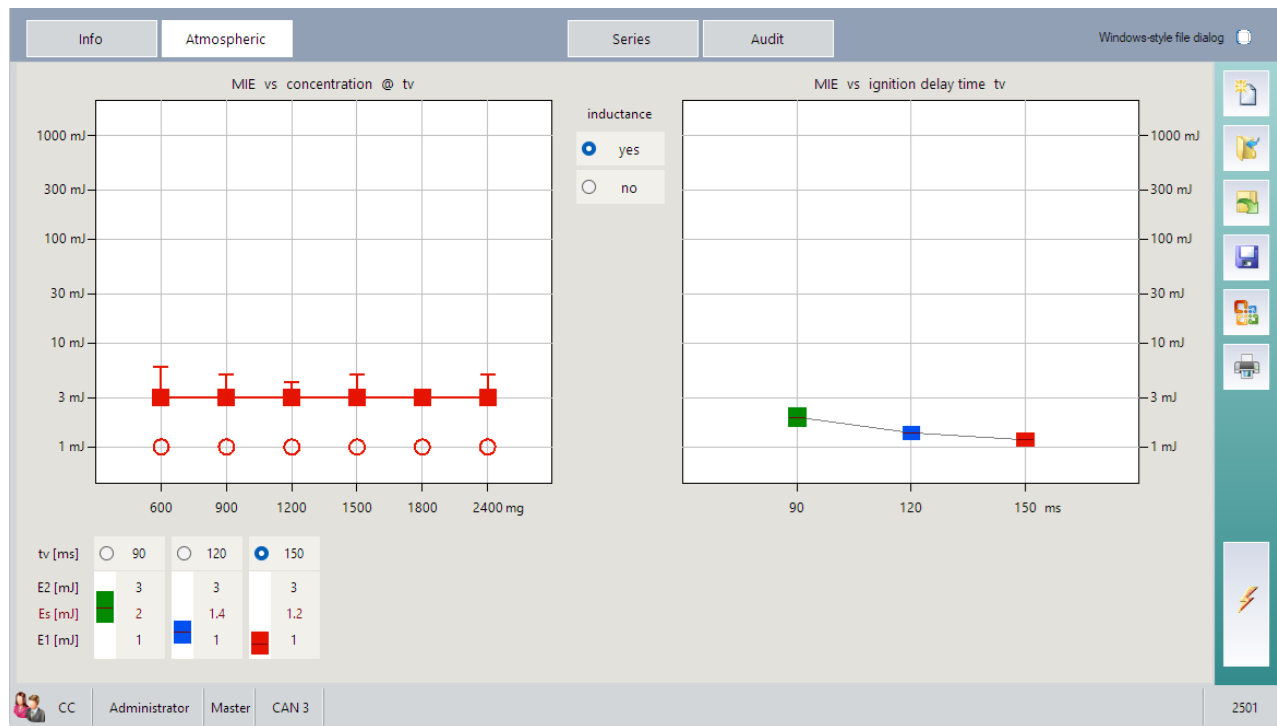 Info Atmospheric Series Audit Windows-style file dialog
MIE vs concentration @ tv
1000 mJ
300 mJ
100 mJ
30 mJ
10 mJ
3 mJ
1 mJ
600 900 1200 1500 1800 2400 mg
inductance
yes
no
MIE vs ignition delay time tv
1000 mJ
300 mJ
100 mJ
30 mJ
10 mJ
3 mJ
1 mJ
90 120 150 ms
tv [ms] 90 120 150
E2 [mJ] 3 3 3
Es [mJ] 2 1.4 1.2
E1 [mJ] 1 1 1
CC Administrator Master CAN 3 2501